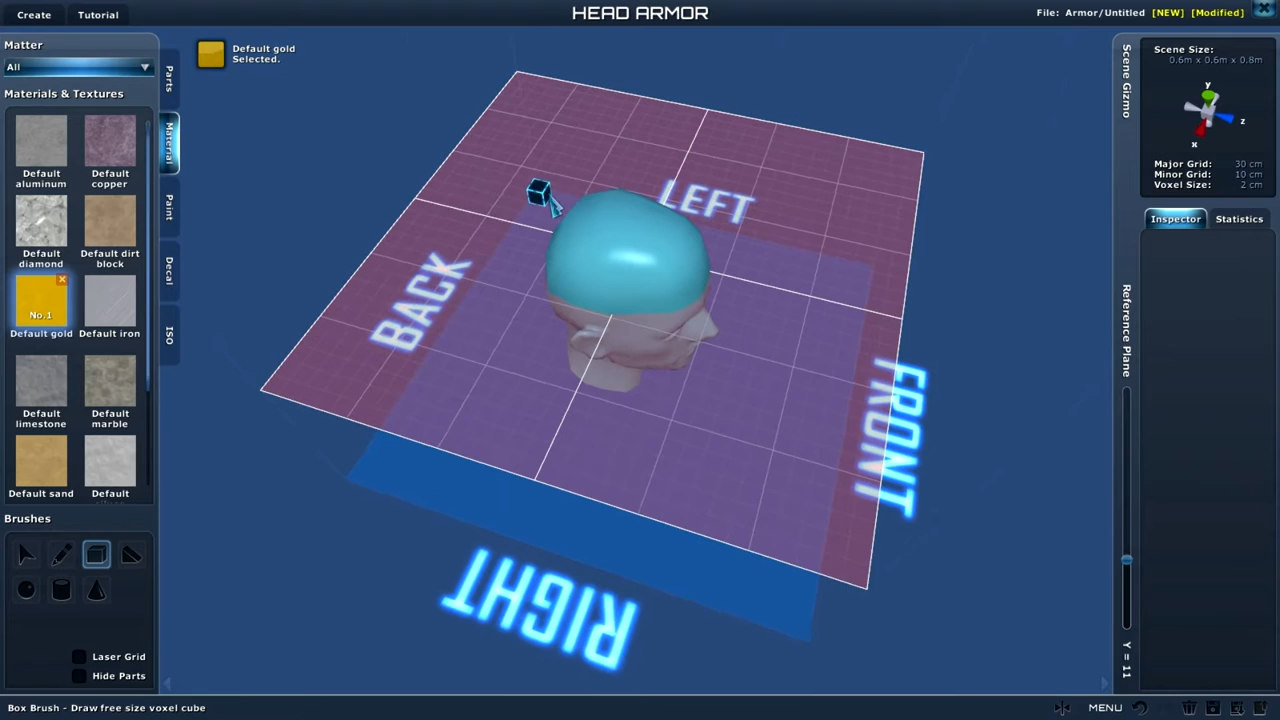 Create
Tutorial
HEAD ARMOR
File: Armor/Untitled [NEW] [Modified]
Matter
All
Materials & Textures
Default aluminum
Default copper
Default diamond
Default dirt block
No.1
Default gold
Default iron
Default limestone
Default marble
Default sand
Default
Brushes
Laser Grid
Hide Parts
Box Brush - Draw free size voxel cube
Parts
Material
Paint
Decal
ISO
Default gold
Selected.
LEFT
BACK
FRONT
RIGHT
Scene Gizmo
Reference Plane
Y = 11
Scene Size:
0.6m x 0.6m x 0.8m
y
z
x
Major Grid: 30 cm
Minor Grid: 10 cm
Voxel Size: 2 cm
Inspector
Statistics
MENU